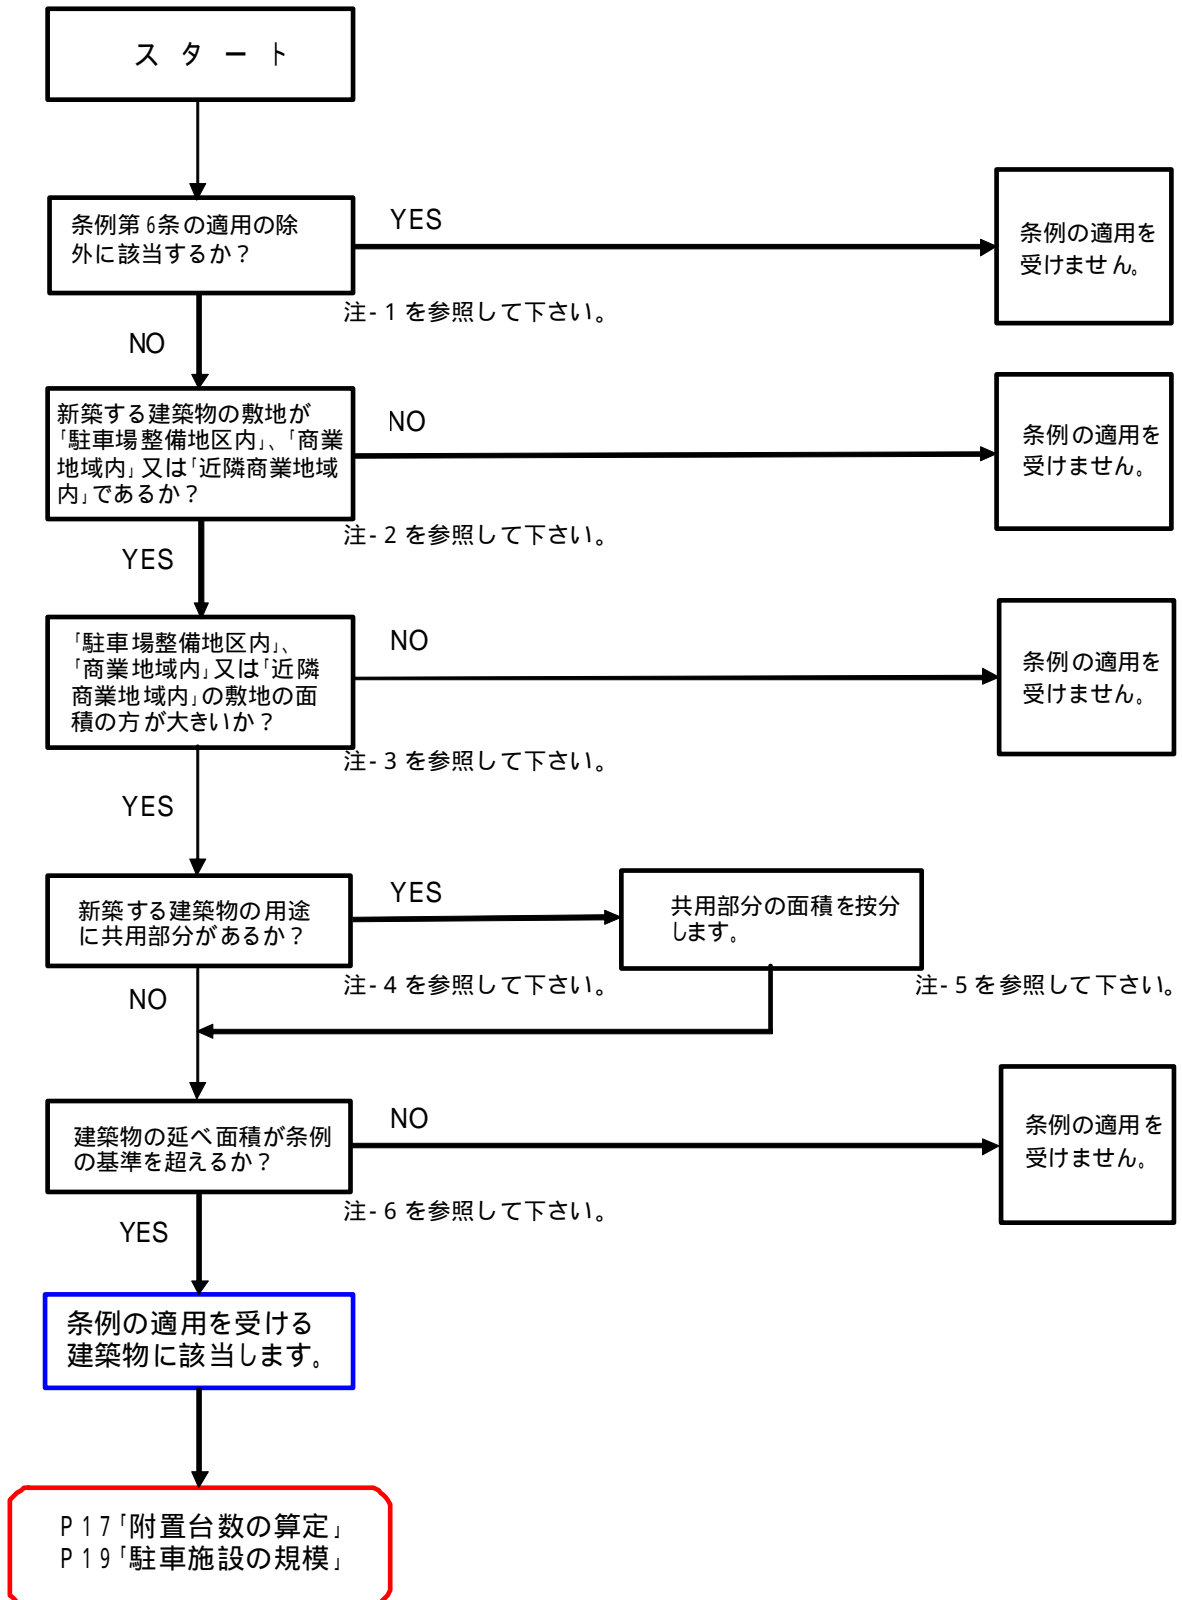 スタート
条例第6条の適用の除
外に該当するか？
YES
条例の適用を
受けません。
注-1を参照して下さい。
NO
新築する建築物の敷地が
「駐車場整備地区内」、「商業
地域内」又は「近隣商業地域
内」であるか？
NO
条例の適用を
受けません。
注-2を参照して下さい。
YES
「駐車場整備地区内」、
「商業地域内」又は「近隣
商業地域内」の敷地の面
積の方が大きいか？
NO
条例の適用を
受けません。
注-3を参照して下さい。
YES
新築する建築物の用途
に共用部分があるか？
YES
共用部分の面積を按分
します。
注-4を参照して下さい。
注-5を参照して下さい。
NO
建築物の延べ面積が条例
の基準を超えるか？
NO
条例の適用を
受けません。
注-6を参照して下さい。
YES
条例の適用を受ける
建築物に該当します。
P17「附置台数の算定」
P19「駐車施設の規模」